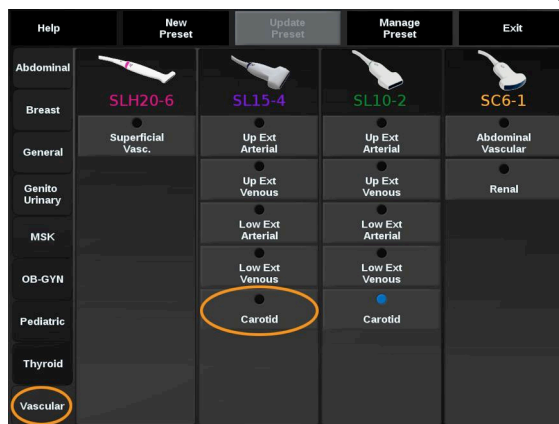 Help
New
Preset
Update
Preset
Manage
Preset
Exit
Abdominal
Breast
General
Genito
Urinary
MSK
OB-GYN
Pediatric
Thyroid
Vascular
SLH20-6
Superficial
Vasc.
SL15-4
Up Ext
Arterial
Up Ext
Venous
Low Ext
Arterial
Low Ext
Venous
Carotid
SL10-2
Up Ext
Arterial
Up Ext
Venous
Low Ext
Arterial
Low Ext
Venous
Carotid
SC6-1
Abdominal
Vascular
Renal